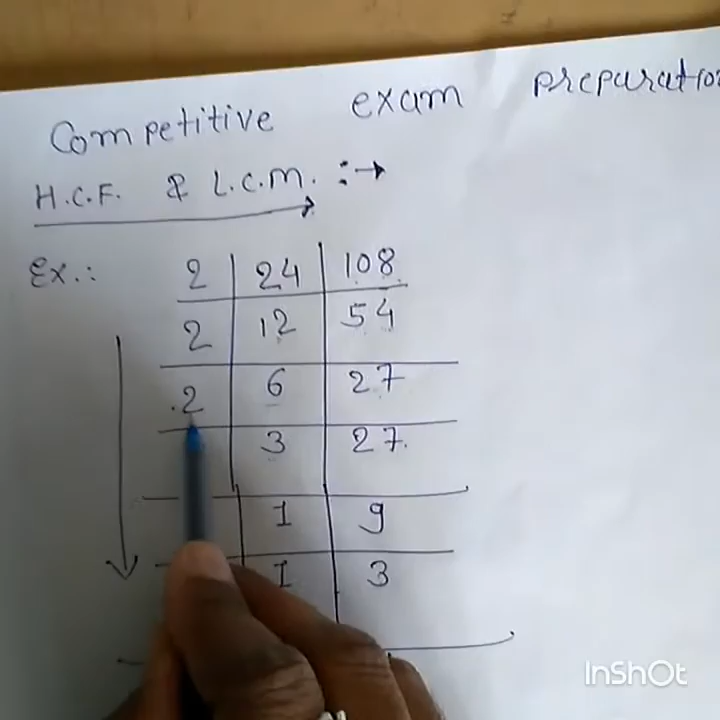 Competitive exam preparation
H.C.F. & L.C.M. :→
Ex.: 2 24 108
2 12 54
2 6 27
3 27
1 9
1 3
InShOt